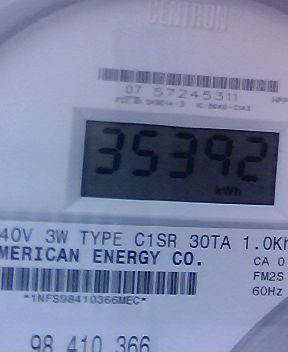 CENTRON
07 57245311
35392
kWh
40V 3W TYPE C1SR 30TA 1.0Kh
MERICAN ENERGY CO.
CA 0
FM2S
*1NFS98410366MEC*
60Hz
98 410 366